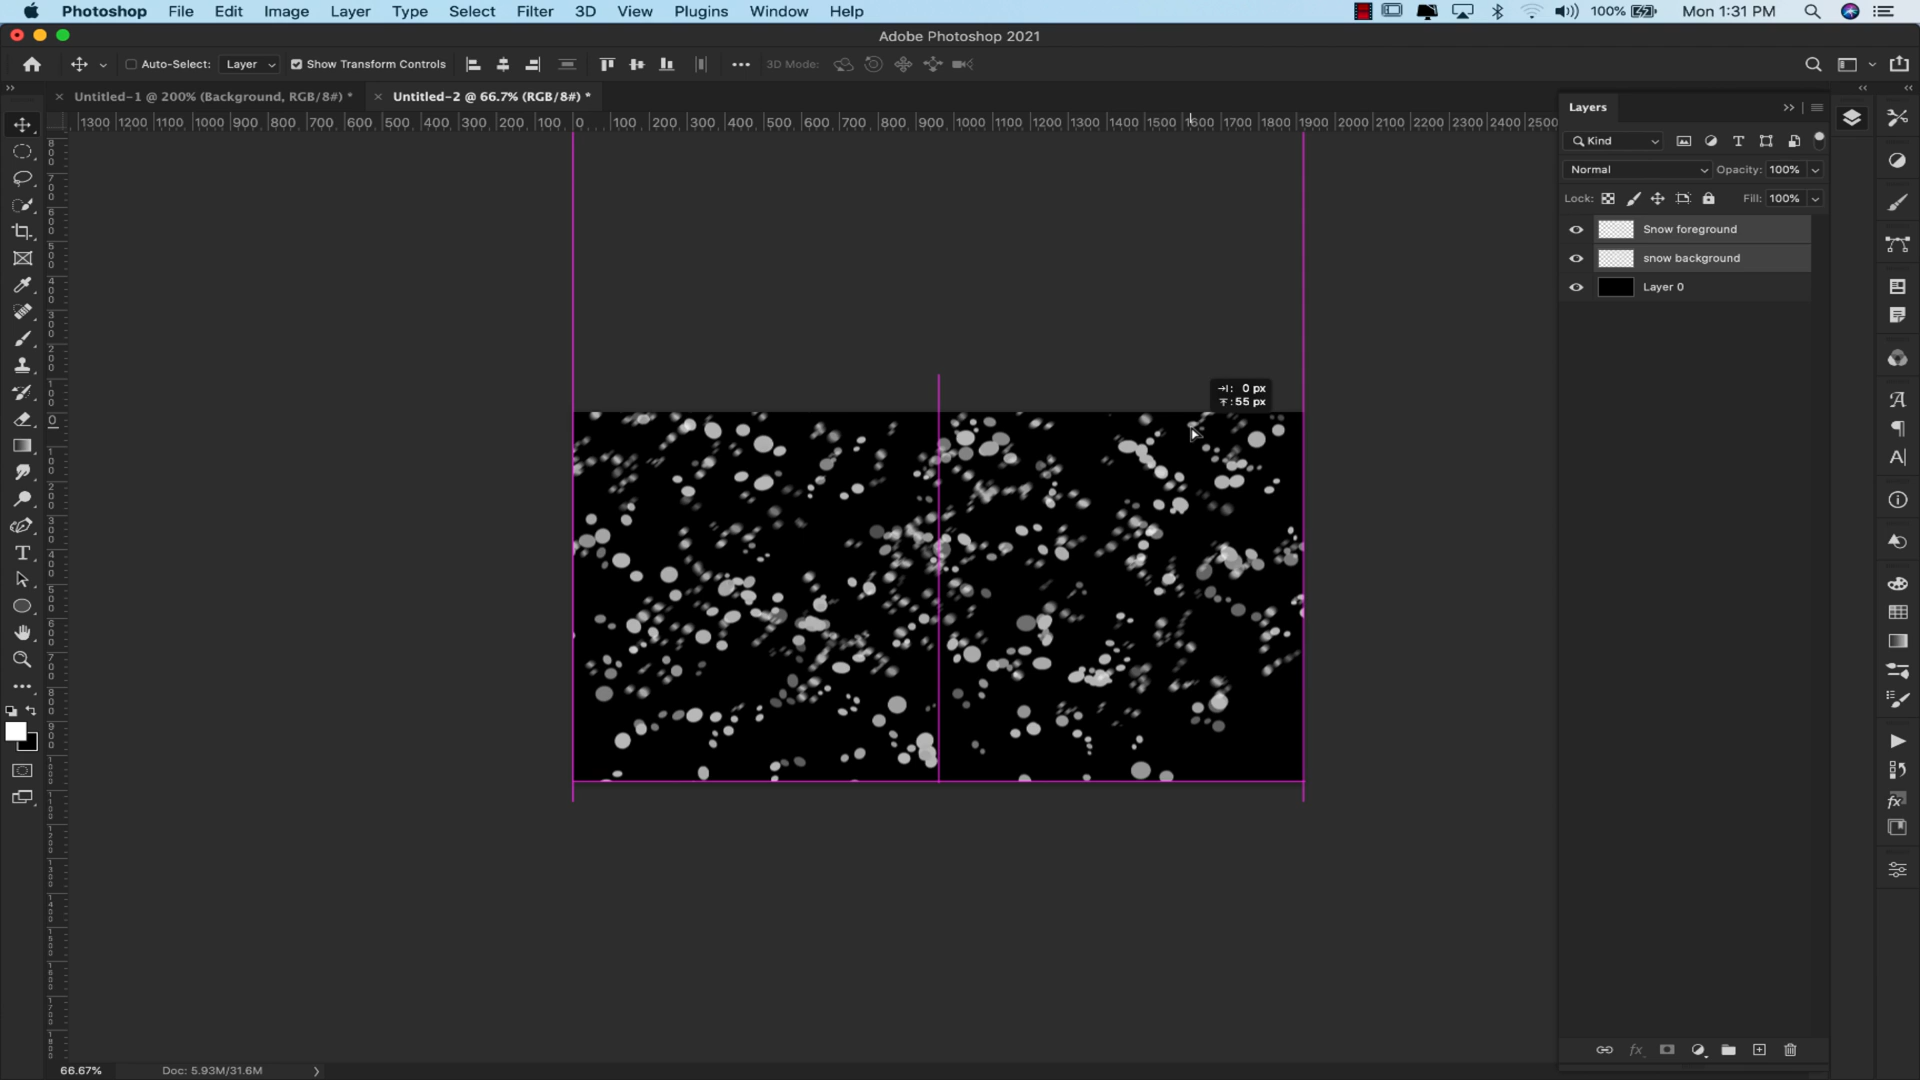 Photoshop File Edit Image Layer Type Select Filter 3D View Plugins Window Help 100% Mon 1:31 PM
Adobe Photoshop 2021
Auto-Select: Layer Show Transform Controls 3D Mode:
Untitled-1 @ 200% (Background, RGB/8#) * Untitled-2 @ 66.7% (RGB/8#) *
1300 1200 1100 1000 900 800 700 600 500 400 300 200 100 0 100 200 300 400 500 600 700 800 900 1000 1100 1200 1300 1400 1500 1600 1700 1800 1900 2000 2100 2200 2300 2400 2500
Layers
Kind
Normal Opacity: 100%
Lock: Fill: 100%
Snow foreground
snow background
Layer 0
0 px
55 px
66.67% Doc: 5.93M/31.6M